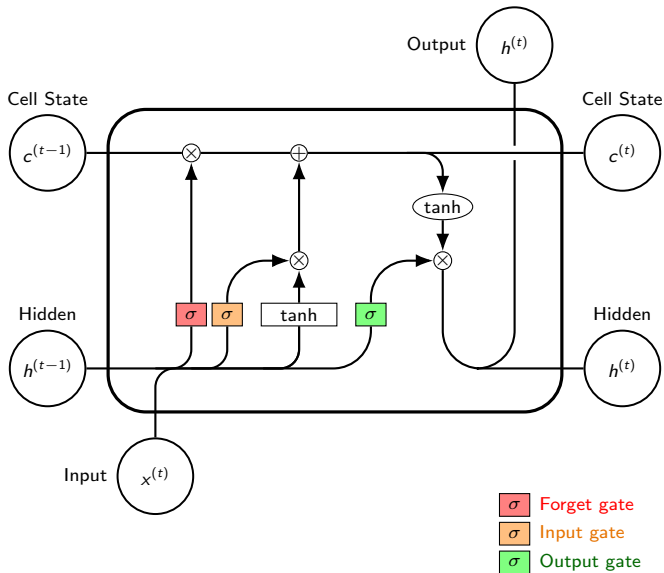 Output
h^(t)
Cell State
Cell State
c^(t−1)
⊗
⊕
c^(t)
tanh
⊗
⊗
Hidden
σ
σ
tanh
σ
Hidden
h^(t−1)
h^(t)
Input
x^(t)
σ Forget gate
σ Input gate
σ Output gate